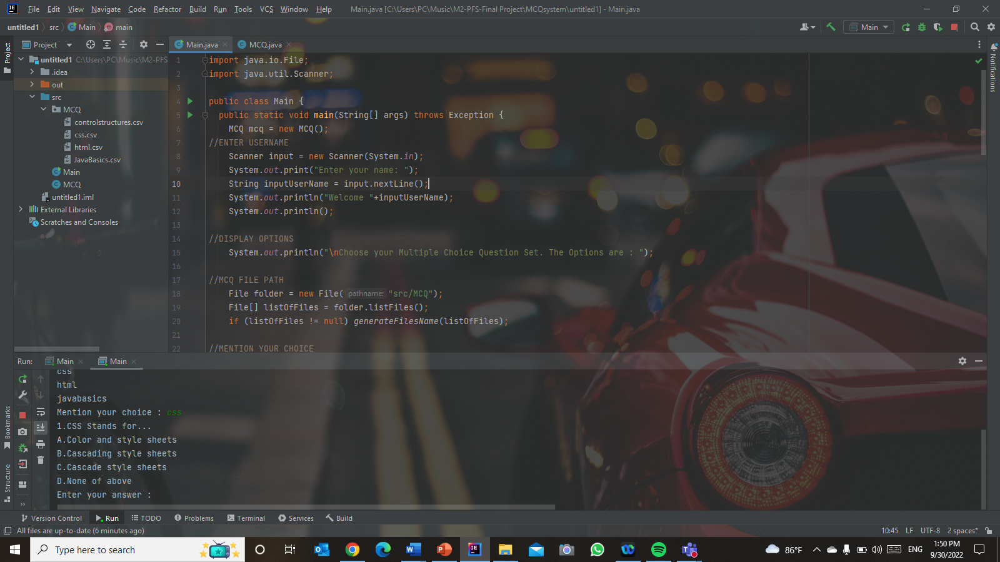 File Edit View Navigate Code Refactor Build Run Tools VCS Window Help Main.java [C:\Users\PC\Music\M2-PFS-Final Project\MCQsystem\untitled1] - Main.java
untitled1 src Main main
Main
Project
Main.java
MCQ.java
Project
Notifications
untitled1 C:\Users\PC\Music\M2-PFS
.idea
out
src
MCQ
controlstructures.csv
css.csv
html.csv
JavaBasics.csv
Main
MCQ
untitled1.iml
External Libraries
Scratches and Consoles
1 import java.io.File;
2 import java.util.Scanner;
3
4 public class Main {
5 public static void main(String[] args) throws Exception {
6 MCQ mcq = new MCQ();
7 //ENTER USERNAME
8 Scanner input = new Scanner(System.in);
9 System.out.print("Enter your name: ");
10 String inputUserName = input.nextLine();
11 System.out.println("Welcome "+inputUserName);
12 System.out.println();
13
14 //DISPLAY OPTIONS
15 System.out.println("\nChoose your Multiple Choice Question Set. The Options are : ");
16
17 //MCQ FILE PATH
18 File folder = new File( pathname: "src/MCQ");
19 File[] listOfFiles = folder.listFiles();
20 if (listOfFiles != null) generateFilesName(listOfFiles);
21
22 //MENTION YOUR CHOICE
Run: Main Main
css
html
javabasics
Mention your choice : css
1.CSS Stands for...
A.Color and style sheets
B.Cascading style sheets
C.Cascade style sheets
D.None of above
Enter your answer :
Bookmarks
Structure
Version Control Run TODO Problems Terminal Services Build
All files are up-to-date (6 minutes ago)
10:45 LF UTF-8 2 spaces*
Type here to search
86°F
ENG
1:50 PM
9/30/2022